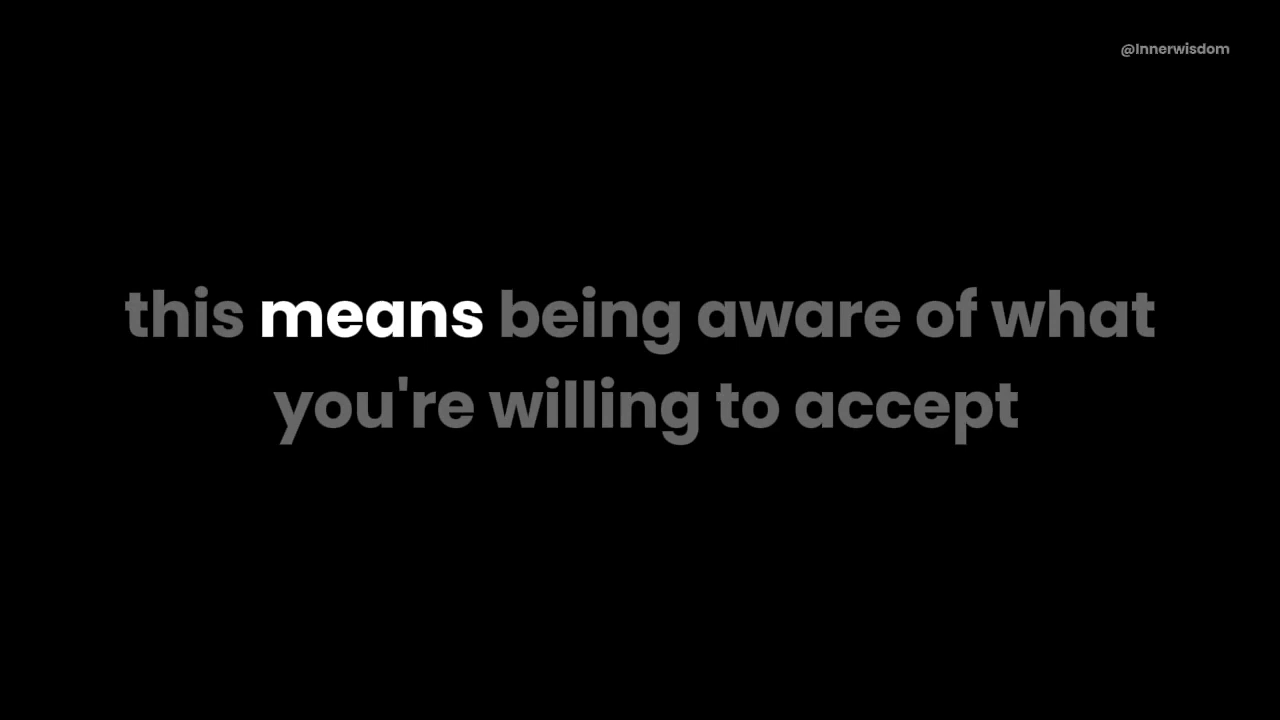 @Innerwisdom
this means being aware of what
you're willing to accept